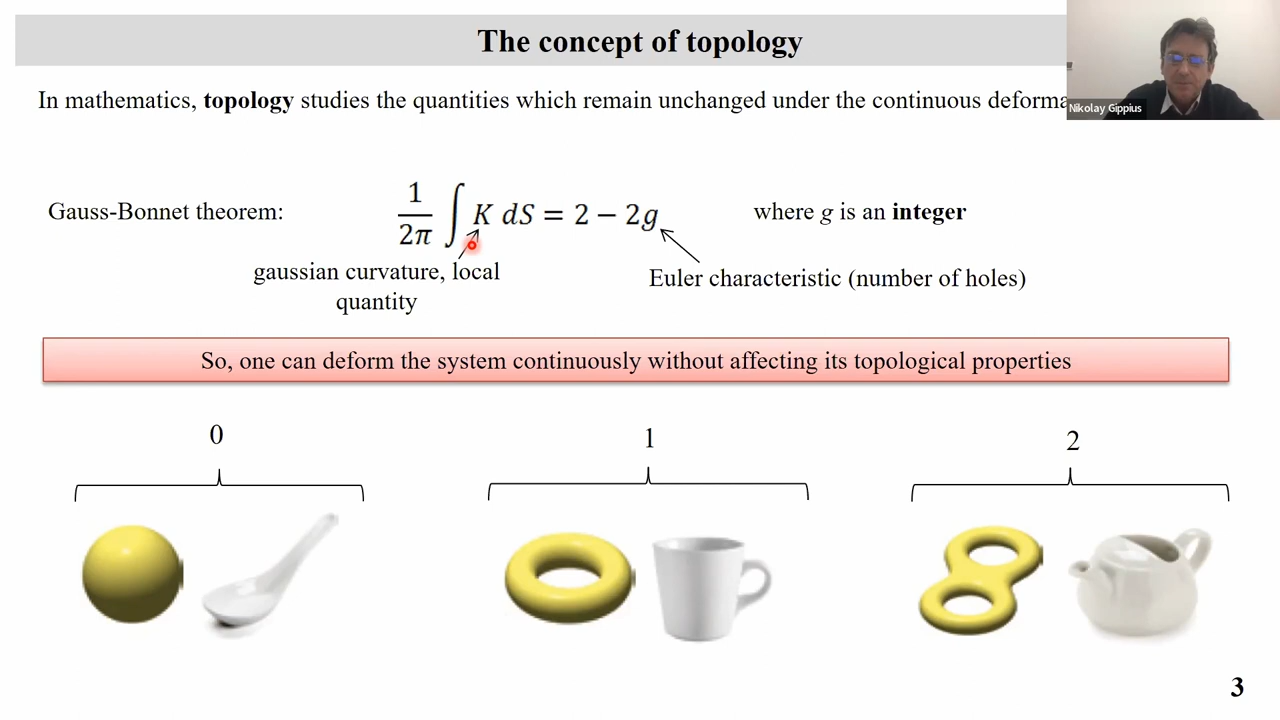 The concept of topology
In mathematics, topology studies the quantities which remain unchanged under the continuous
Nikolay Gippius
Gauss-Bonnet theorem:
1/2π ∫ K dS = 2 − 2g
where g is an integer
gaussian curvature, local
quantity
Euler characteristic (number of holes)
So, one can deform the system continuously without affecting its topological properties
0
1
2
3